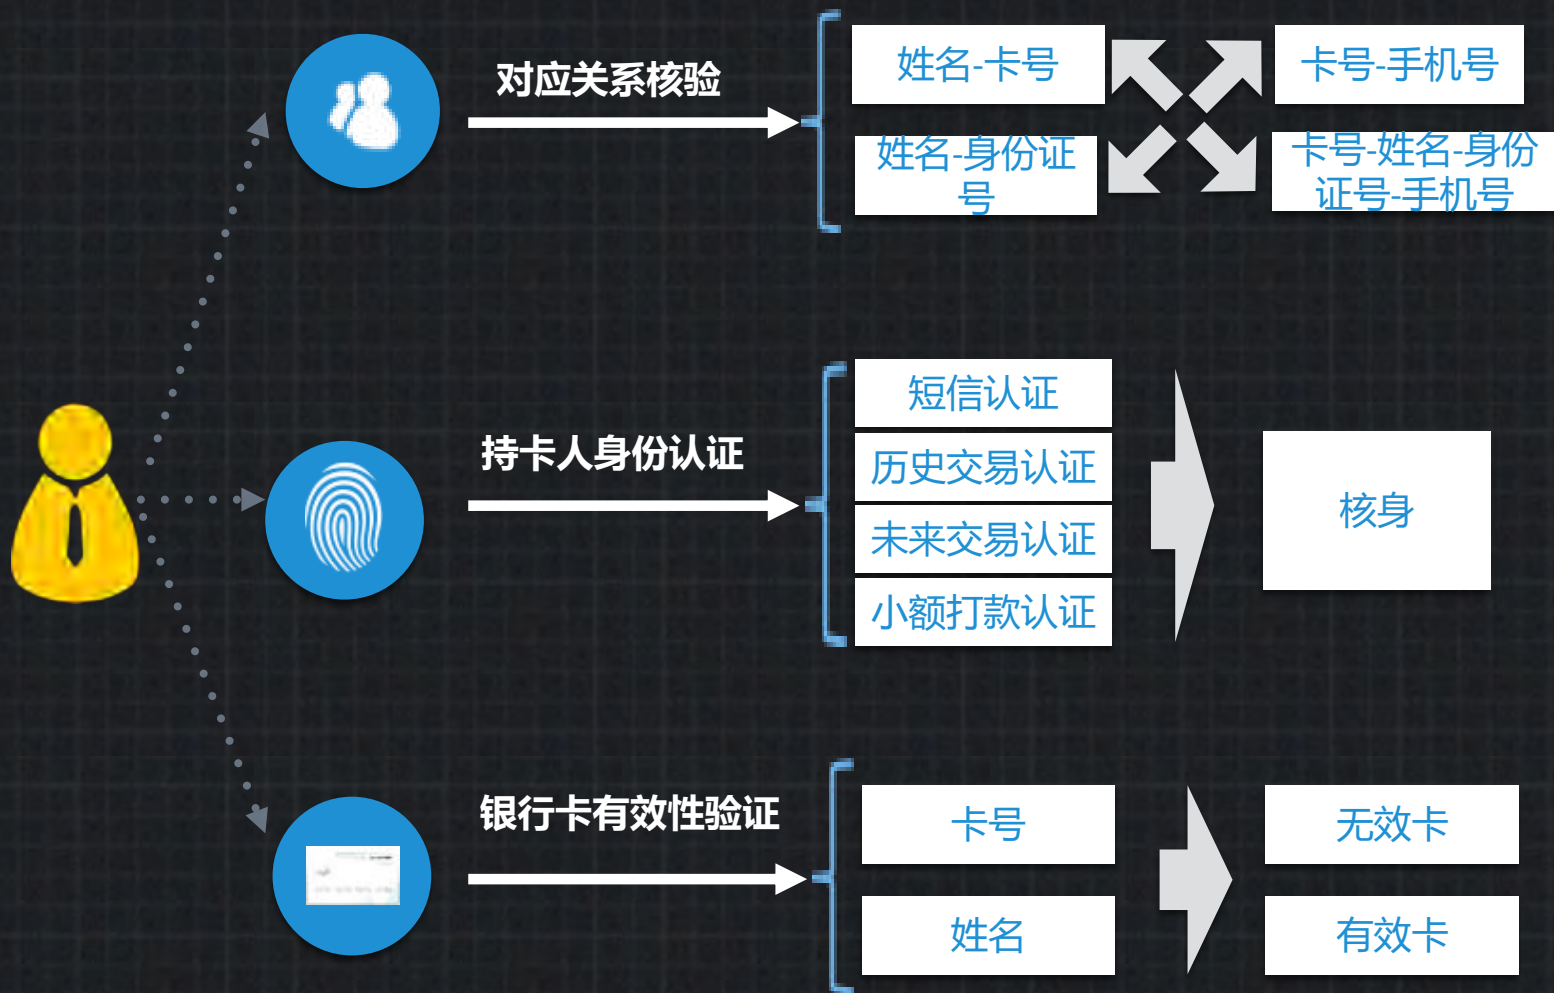 对应关系核验
姓名-卡号
卡号-手机号
姓名-身份证
号
卡号-姓名-身份
证号-手机号
持卡人身份认证
短信认证
历史交易认证
未来交易认证
小额打款认证
核身
银行卡有效性验证
卡号
无效卡
姓名
有效卡